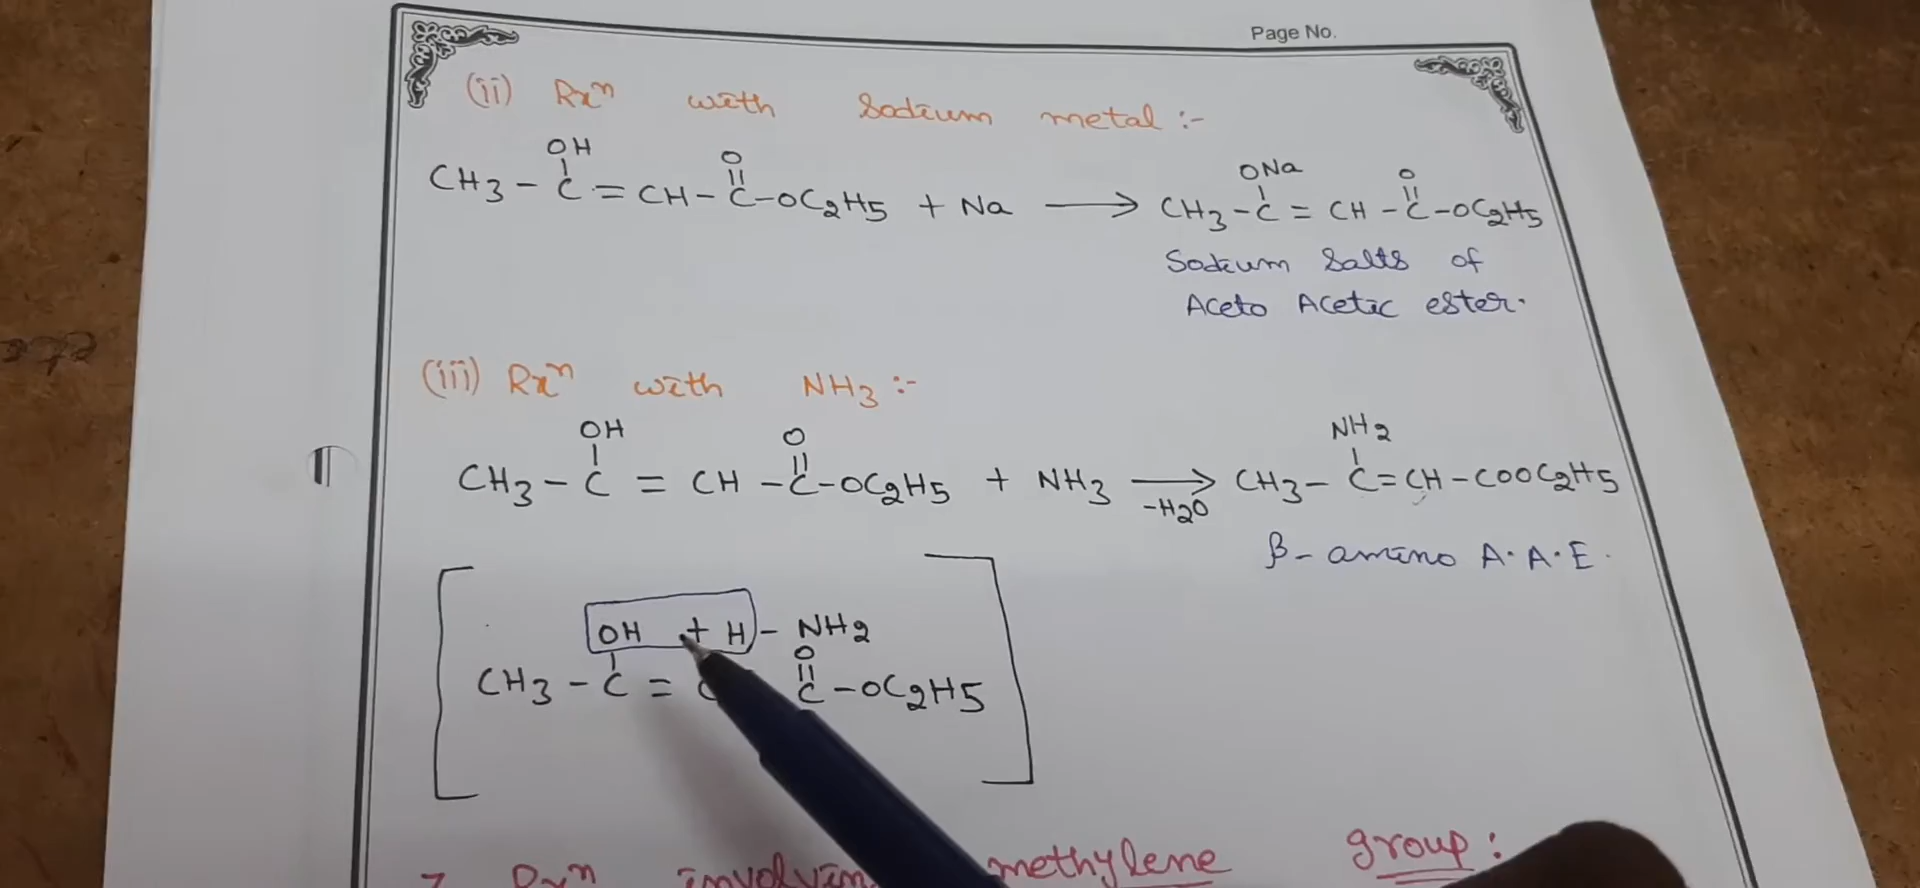 Page No.
(ii) Rxⁿ with Sodium metal :-
OH O ONa O
CH3 - C = CH - C - OC2H5 + Na ⟶ CH3 - C = CH - C - OC2H5
Sodium Salts of
Aceto Acetic ester.
(iii) Rxⁿ with NH3 :-
OH O NH2
CH3 - C = CH - C - OC2H5 + NH3 ⟶ CH3 - C = CH - COOC2H5
-H2O
β - amino A.A.E.
OH + H - NH2
O
CH3 - C = C - OC2H5
Rxⁿ methylene group :